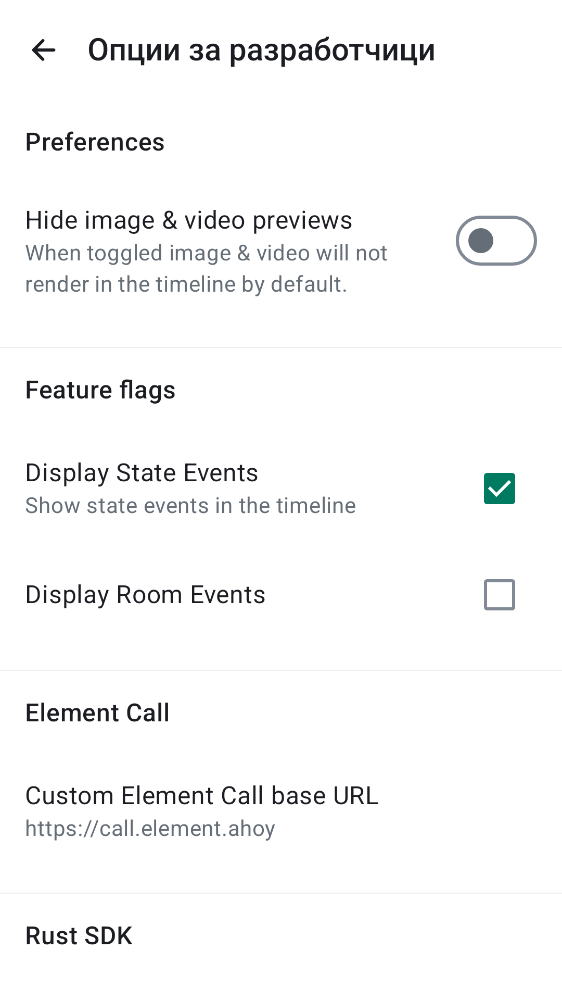 Опции за разработчици
Preferences
Hide image & video previews
When toggled image & video will not
render in the timeline by default.
Feature flags
Display State Events
Show state events in the timeline
Display Room Events
Element Call
Custom Element Call base URL
https://call.element.ahoy
Rust SDK